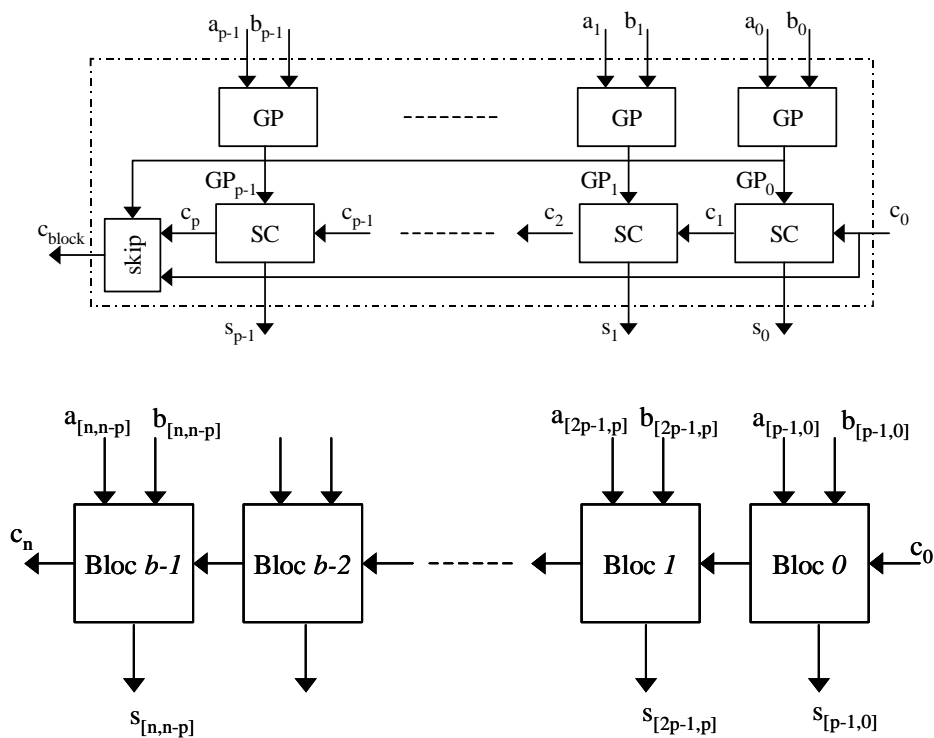 a_{p-1} b_{p-1} a_1 b_1 a_0 b_0
GP GP GP
GP_{p-1} GP_1 GP_0
c_{block} skip c_p SC c_{p-1} c_2 SC c_1 SC c_0
s_{p-1} s_1 s_0
a_{[n,n-p]} b_{[n,n-p]} a_{[2p-1,p]} b_{[2p-1,p]} a_{[p-1,0]} b_{[p-1,0]}
c_n Bloc b-1 Bloc b-2 Bloc 1 Bloc 0 c_0
s_{[n,n-p]} s_{[2p-1,p]} s_{[p-1,0]}